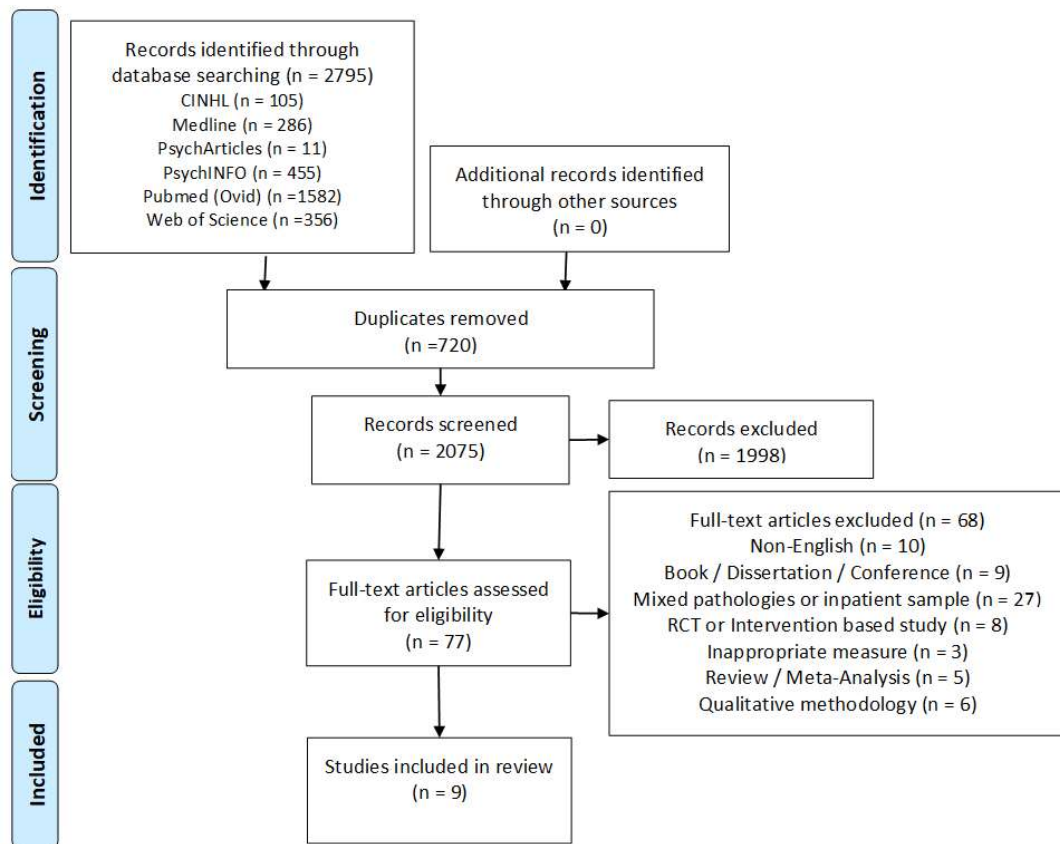 Identification
Records identified through
database searching (n = 2795)
CINHL (n = 105)
Medline (n = 286)
PsychArticles (n = 11)
PsychINFO (n = 455)
Pubmed (Ovid) (n =1582)
Web of Science (n =356)
Additional records identified
through other sources
(n = 0)
Screening
Duplicates removed
(n =720)
Records screened
(n = 2075)
Records excluded
(n = 1998)
Eligibility
Full-text articles assessed
for eligibility
(n = 77)
Full-text articles excluded (n = 68)
Non-English (n = 10)
Book / Dissertation / Conference (n = 9)
Mixed pathologies or inpatient sample (n = 27)
RCT or Intervention based study (n = 8)
Inappropriate measure (n = 3)
Review / Meta-Analysis (n = 5)
Qualitative methodology (n = 6)
Included
Studies included in review
(n = 9)